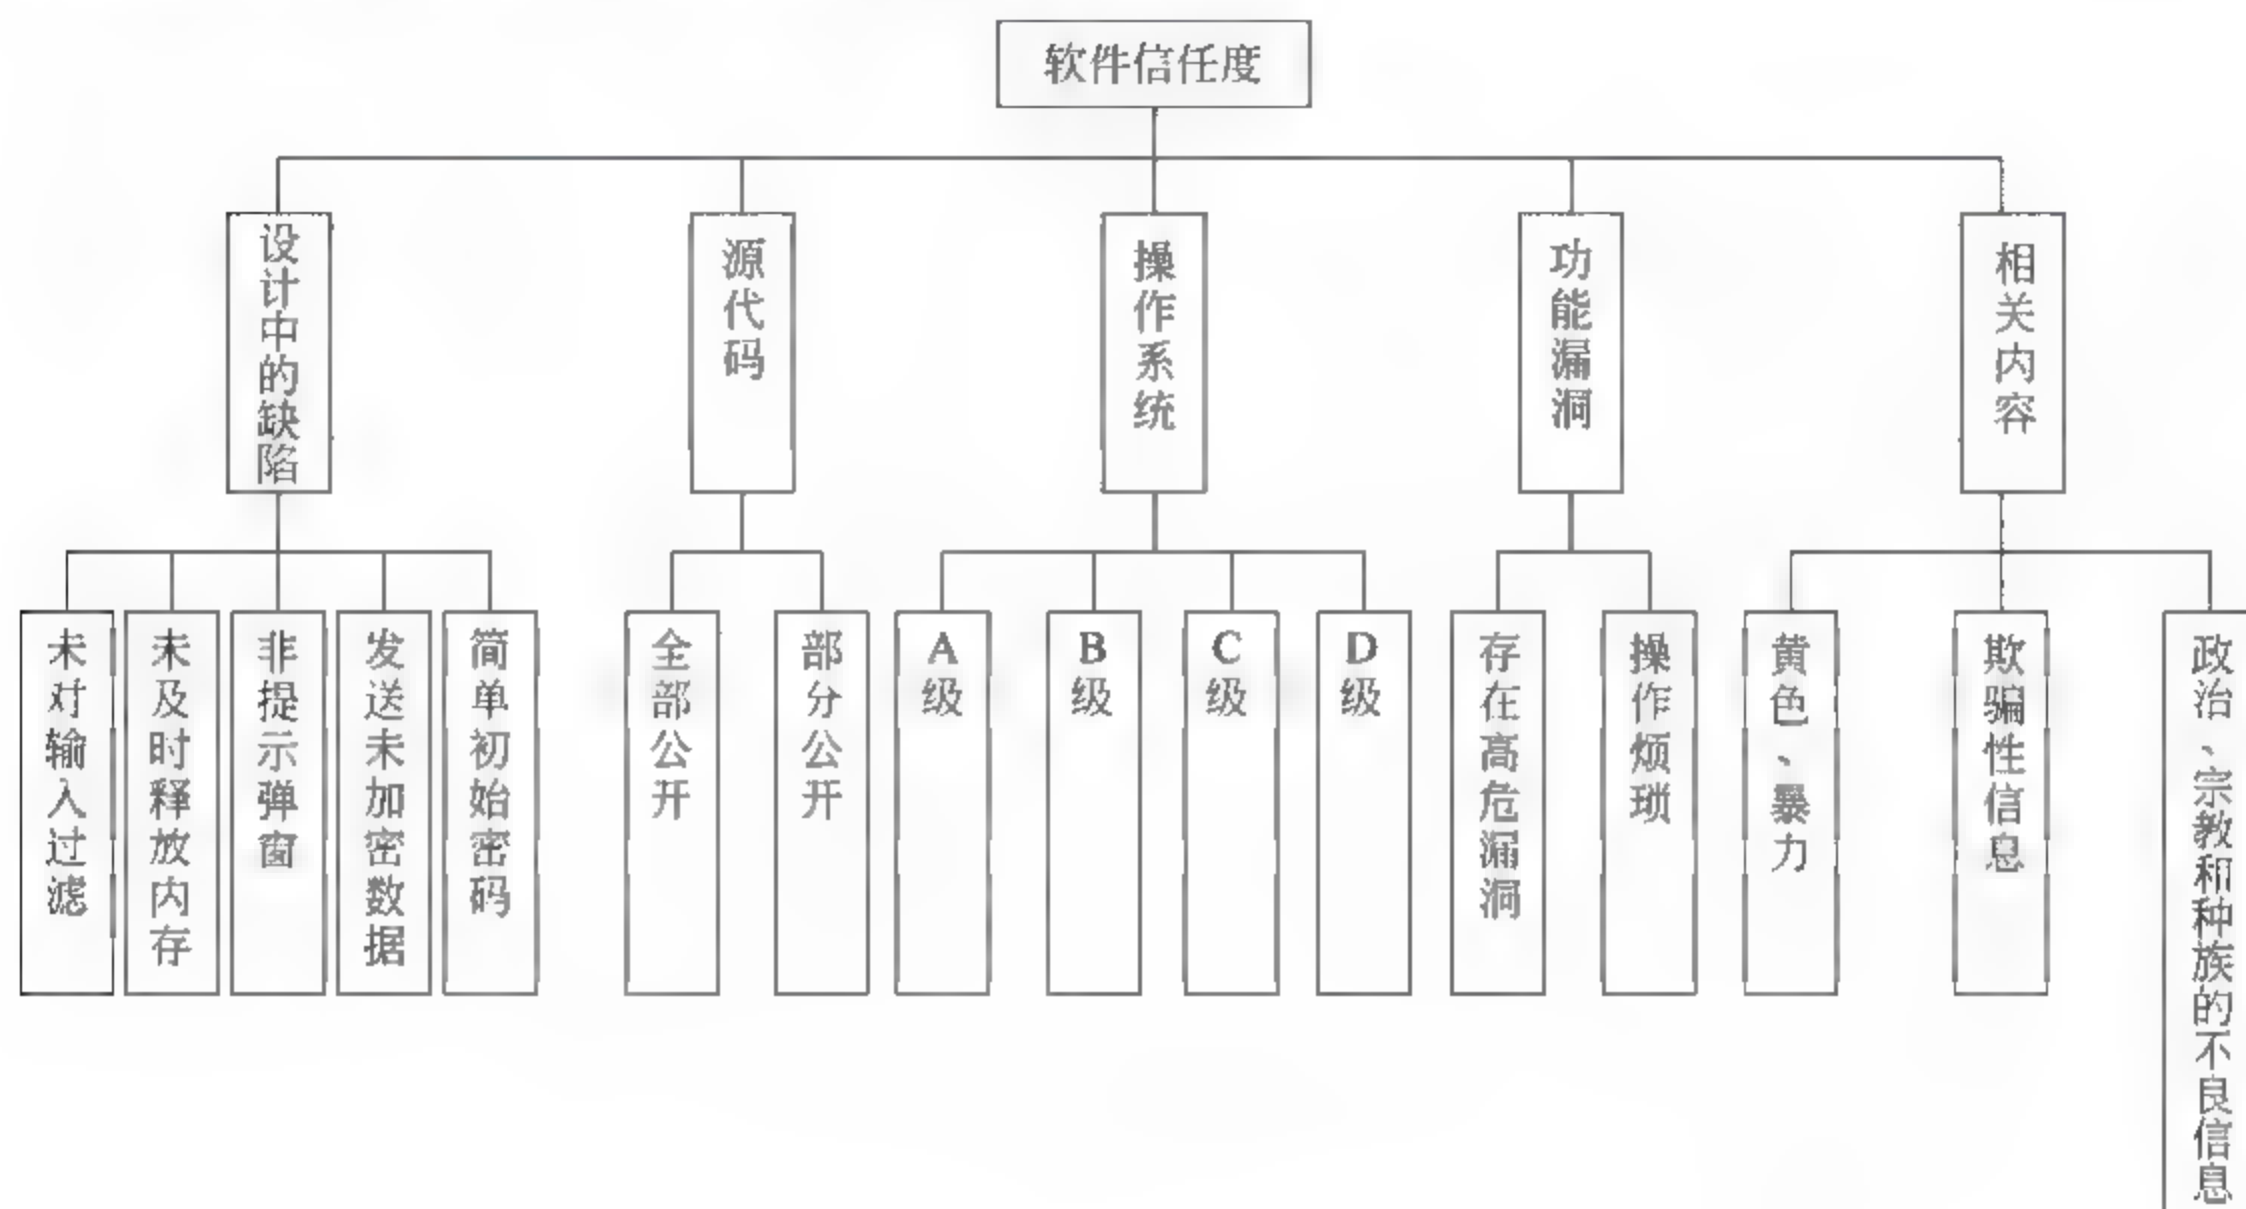 软件信任度
设计中的缺陷
源代码
操作系统
功能漏洞
相关内容
未对输入过滤
未及时释放内存
非提示弹窗
发送未加密数据
简单初始密码
全部公开
部分公开
A级
B级
C级
D级
存在高危漏洞
操作烦琐
黄色、暴力
欺骗性信息
政治、宗教和种族的不良信息